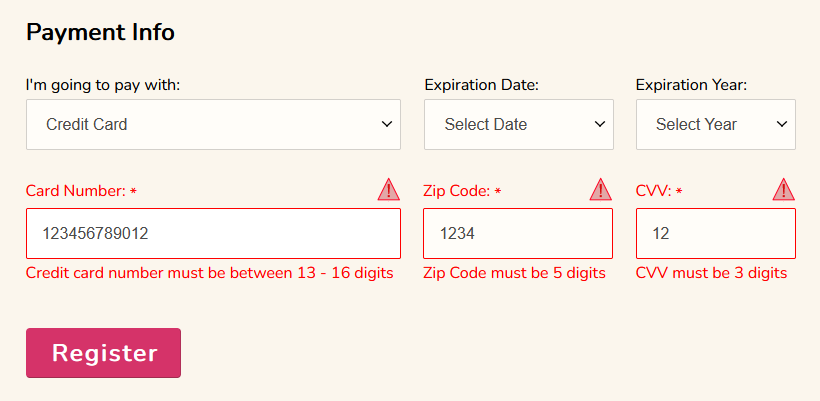 Payment Info
I'm going to pay with: Expiration Date: Expiration Year:
Credit Card Select Date Select Year
Card Number: * Zip Code: * CVV: *
123456789012 1234 12
Credit card number must be between 13 - 16 digits Zip Code must be 5 digits CVV must be 3 digits
Register